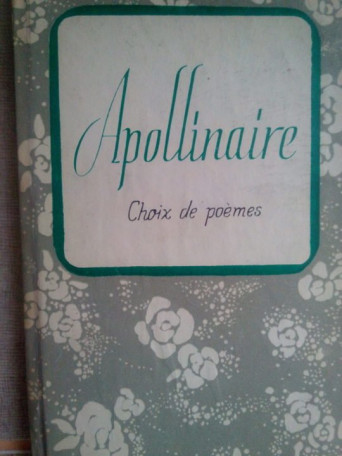 Apollinaire
Choix de poèmes